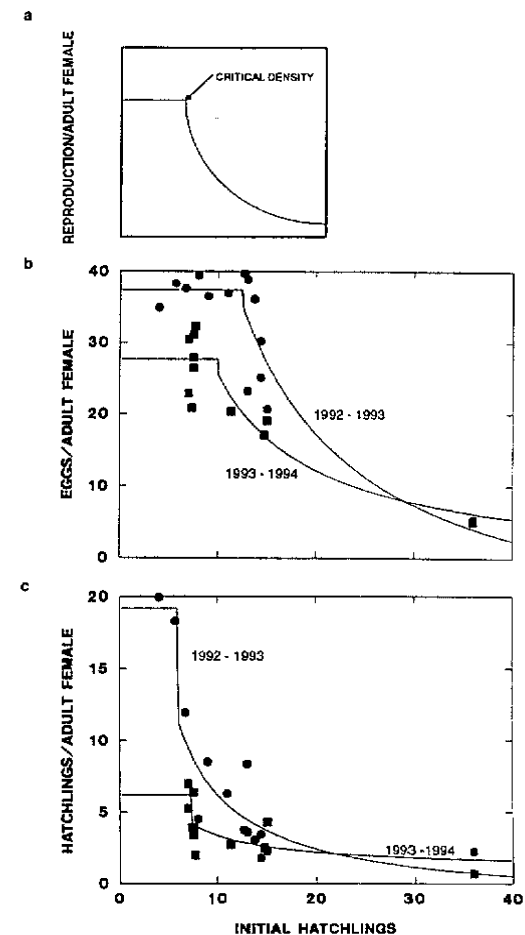 a
REPRODUCTION/ADULT FEMALE
CRITICAL DENSITY
b
EGGS/ADULT FEMALE
40
30
20
10
0
1992 - 1993
1993 - 1994
c
HATCHLINGS/ADULT FEMALE
20
15
10
5
0
1992 - 1993
1993 - 1994
0
10
20
30
40
INITIAL HATCHLINGS